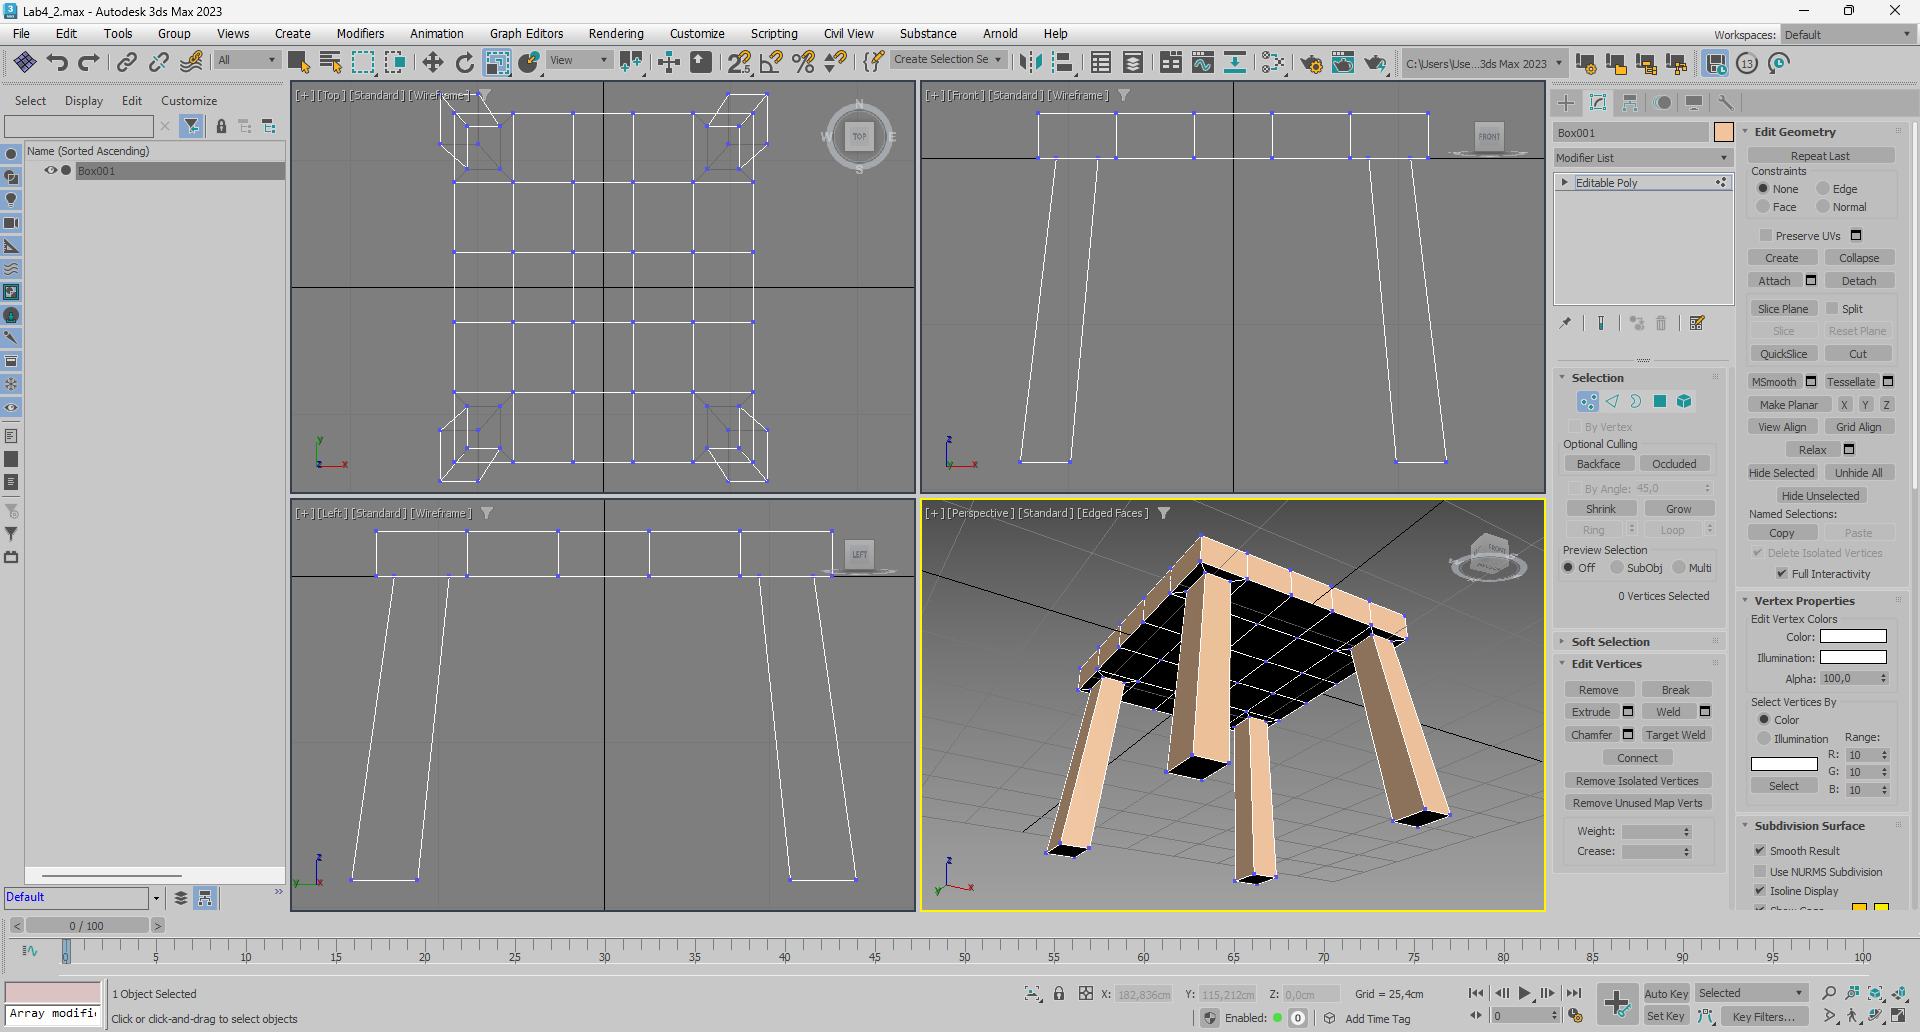 Lab4_2.max - Autodesk 3ds Max 2023
File Edit Tools Group Views Create Modifiers Animation Graph Editors Rendering Customize Scripting Civil View Substance Arnold Help
Workspaces: Default
All View Create Selection Se C:\Users\Use...3ds Max 2023 13
Select Display Edit Customize
Name (Sorted Ascending)
Box001
Default
[+] [Top ] [Standard ] [Wireframe ]
N
W TOP E
S
y
z x
[+] [Front ] [Standard ] [Wireframe ]
FRONT
z
y x
[+] [Left ] [Standard ] [Wireframe ]
LEFT
z
y x
[+] [Perspective ] [Standard ] [Edged Faces ]
FRONT
z
y x
Box001
Modifier List
Editable Poly
Selection
By Vertex
Optional Culling
Backface Occluded
By Angle: 45,0
Shrink Grow
Ring Loop
Preview Selection
Off SubObj Multi
0 Vertices Selected
Soft Selection
Edit Vertices
Remove Break
Extrude Weld
Chamfer Target Weld
Connect
Remove Isolated Vertices
Remove Unused Map Verts
Weight:
Crease:
Edit Geometry
Repeat Last
Constraints
None Edge
Face Normal
Preserve UVs
Create Collapse
Attach Detach
Slice Plane Split
Slice Reset Plane
QuickSlice Cut
MSmooth Tessellate
Make Planar X Y Z
View Align Grid Align
Relax
Hide Selected Unhide All
Hide Unselected
Named Selections:
Copy Paste
Delete Isolated Vertices
Full Interactivity
Vertex Properties
Edit Vertex Colors
Color:
Illumination:
Alpha: 100,0
Select Vertices By
Color
Illumination Range:
R: 10
G: 10
Select B: 10
Subdivision Surface
Smooth Result
Use NURMS Subdivision
Isoline Display
< 0 / 100 >
0 5 10 15 20 25 30 35 40 45 50 55 60 65 70 75 80 85 90 95 100
1 Object Selected
Array modifi
Click or click-and-drag to select objects
X: 182,836cm Y: 115,212cm Z: 0,0cm Grid = 25,4cm
Enabled: 0 Add Time Tag
0
Auto Key Selected
Set Key Key Filters...